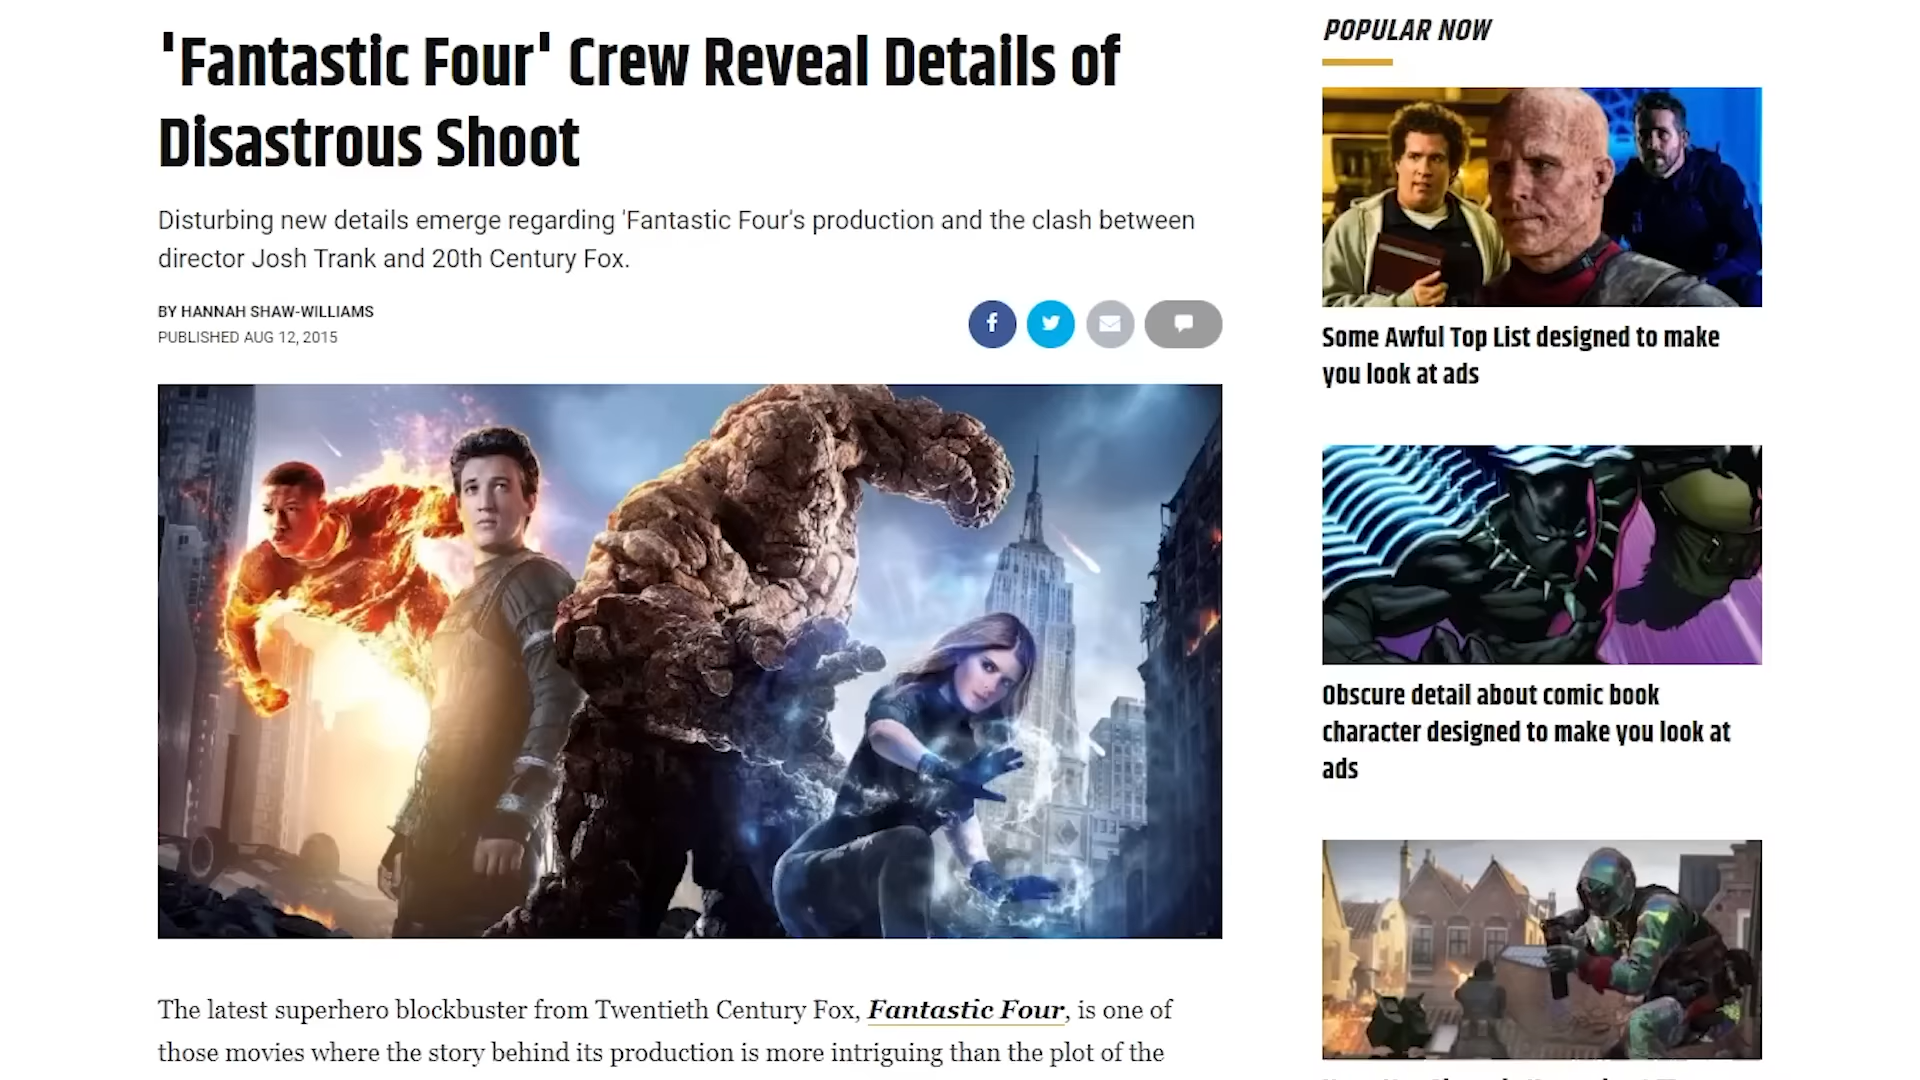 'Fantastic Four' Crew Reveal Details of
Disastrous Shoot
Disturbing new details emerge regarding 'Fantastic Four's production and the clash between
director Josh Trank and 20th Century Fox.
BY HANNAH SHAW-WILLIAMS
PUBLISHED AUG 12, 2015
The latest superhero blockbuster from Twentieth Century Fox, Fantastic Four, is one of
those movies where the story behind its production is more intriguing than the plot of the
POPULAR NOW
Some Awful Top List designed to make
you look at ads
Obscure detail about comic book
character designed to make you look at
ads